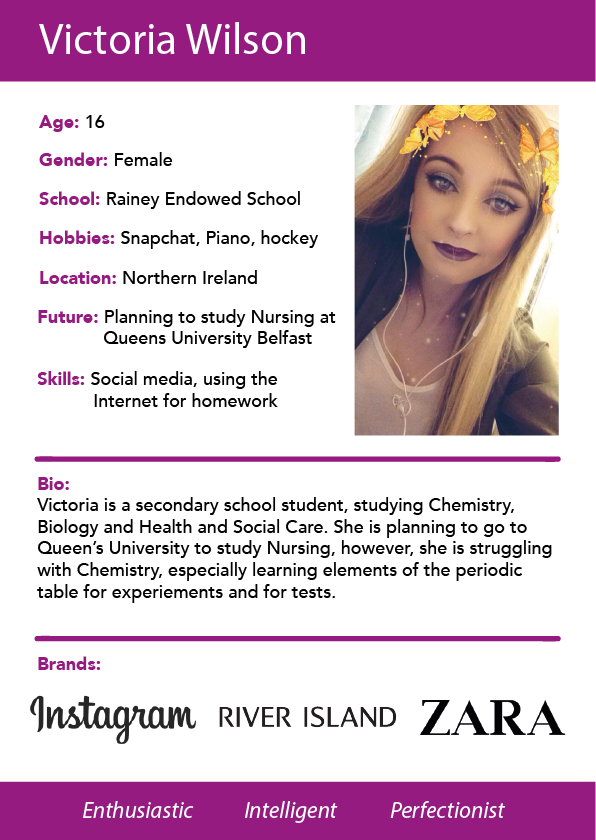 Victoria Wilson
Age: 16
Gender: Female
School: Rainey Endowed School
Hobbies: Snapchat, Piano, hockey
Location: Northern Ireland
Future: Planning to study Nursing at
Queens University Belfast
Skills: Social media, using the
Internet for homework
Bio:
Victoria is a secondary school student, studying Chemistry,
Biology and Health and Social Care. She is planning to go to
Queen's University to study Nursing, however, she is struggling
with Chemistry, especially learning elements of the periodic
table for experiements and for tests.
Brands:
Instagram RIVER ISLAND ZARA
Enthusiastic Intelligent Perfectionist